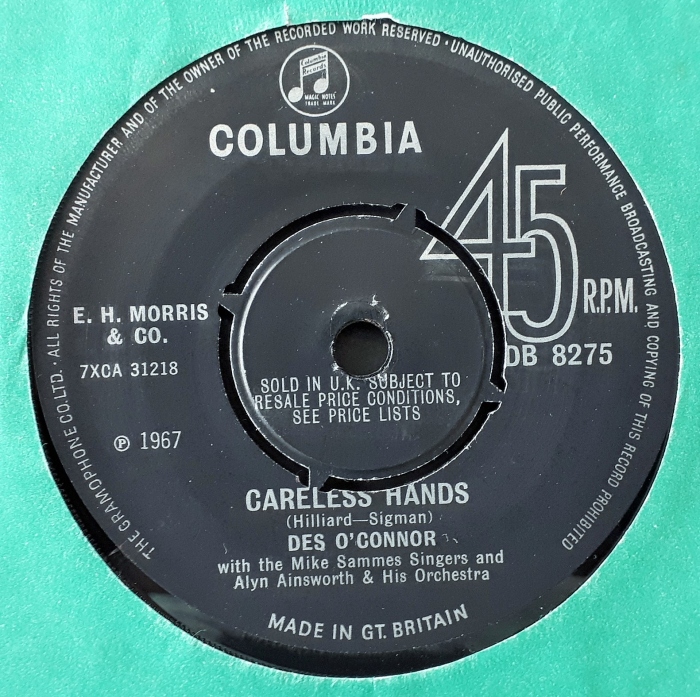 THE GRAMOPHONE CO. LTD. · ALL RIGHTS OF THE MANUFACTURER AND OF THE OWNER OF THE RECORDED WORK RESERVED · UNAUTHORISED PUBLIC PERFORMANCE BROADCASTING AND COPYING OF THIS RECORD PROHIBITED
Columbia
Records
MAGIC NOTES
TRADE MARK
COLUMBIA
45
R.P.M.
E. H. MORRIS
& CO.
7XCA 31218
DB 8275
SOLD IN U.K. SUBJECT TO
RESALE PRICE CONDITIONS,
SEE PRICE LISTS
℗ 1967
CARELESS HANDS
(Hilliard—Sigman)
DES O'CONNOR
with the Mike Sammes Singers and
Alyn Ainsworth & His Orchestra
MADE IN GT. BRITAIN